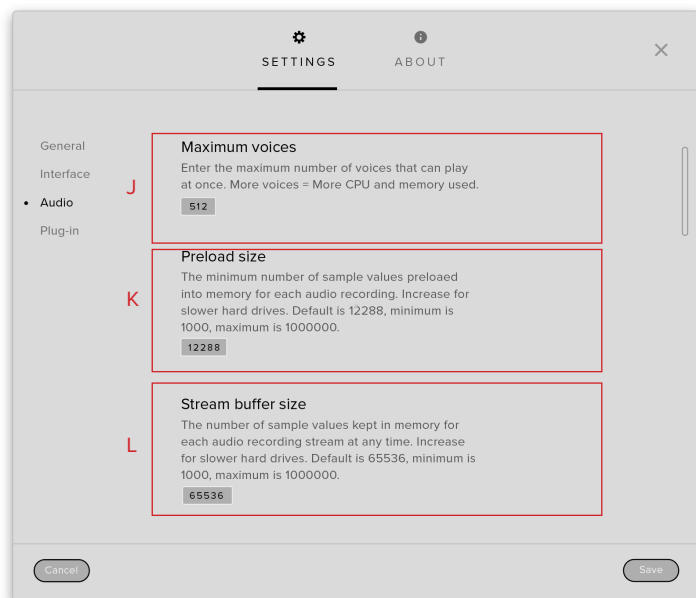 SETTINGS
ABOUT
General
Interface
Audio
Plug-in
J
Maximum voices
Enter the maximum number of voices that can play
at once. More voices = More CPU and memory used.
512
K
Preload size
The minimum number of sample values preloaed
into memory for each audio recording. Increase for
slower hard drives. Default is 12288, minimum is
1000, maximum is 1000000.
12288
L
Stream buffer size
The number of sample values kept in memory for
each audio recording stream at any time. Increase
for slower hard drives. Default is 65536, minimum is
1000, maximum is 1000000.
65536
Cancel
Save